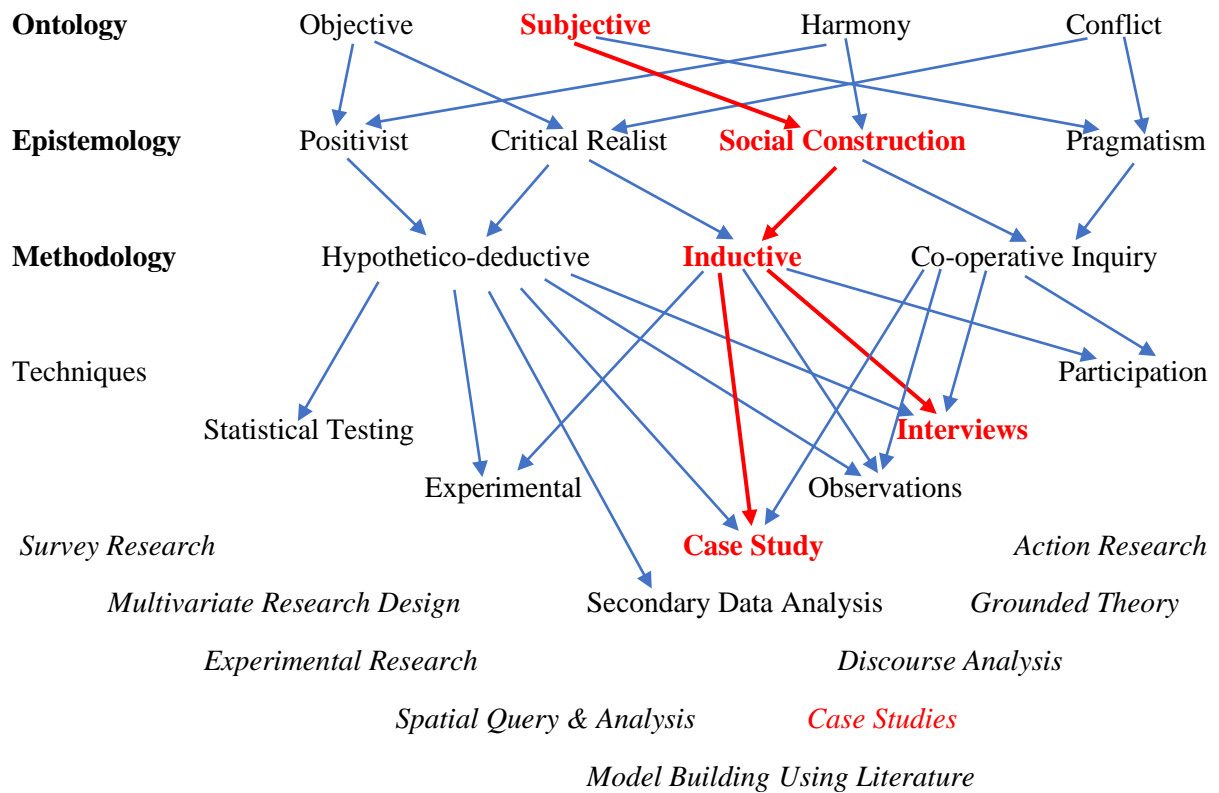 Ontology Objective Subjective Harmony Conflict
Epistemology Positivist Critical Realist Social Construction Pragmatism
Methodology Hypothetico-deductive Inductive Co-operative Inquiry
Techniques Participation
Statistical Testing Interviews
Experimental Observations
Survey Research Case Study Action Research
Multivariate Research Design Secondary Data Analysis Grounded Theory
Experimental Research Discourse Analysis
Spatial Query & Analysis Case Studies
Model Building Using Literature